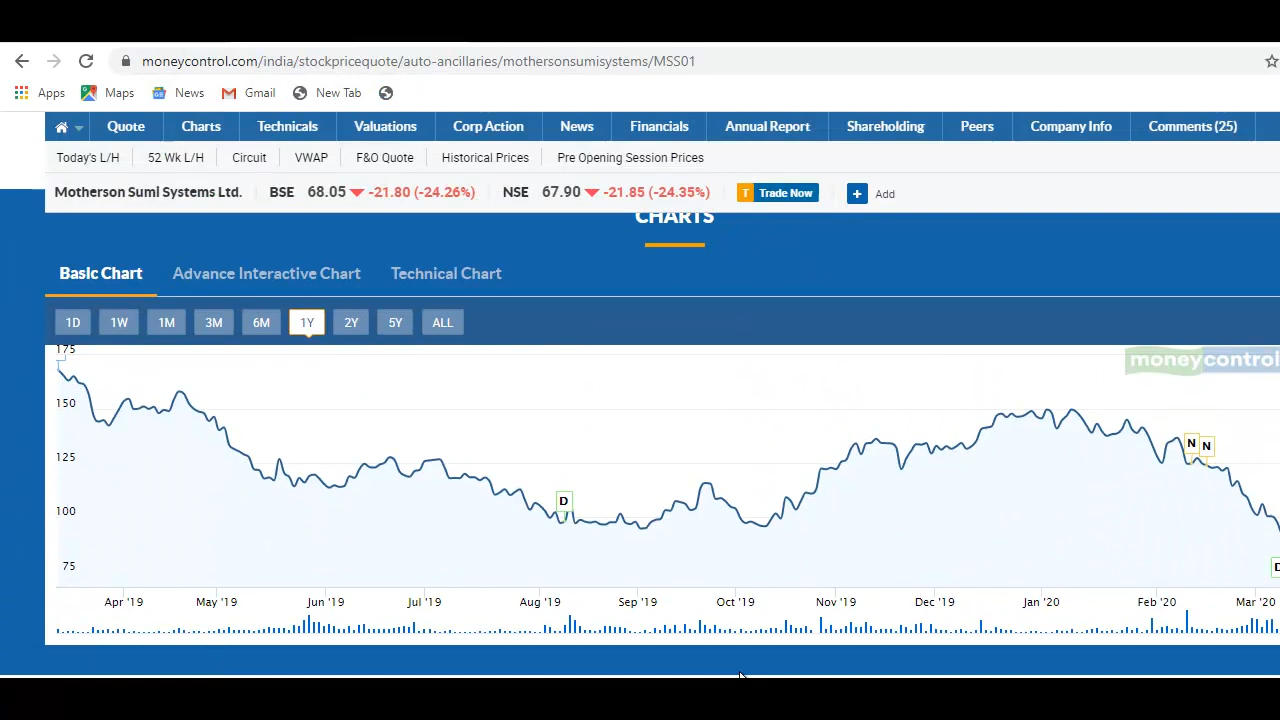 moneycontrol.com/india/stockpricequote/auto-ancillaries/mothersonsumisystems/MSS01
Apps Maps News Gmail New Tab
Quote Charts Technicals Valuations Corp Action News Financials Annual Report Shareholding Peers Company Info Comments (25)
Today's L/H 52 Wk L/H Circuit VWAP F&O Quote Historical Prices Pre Opening Session Prices
Motherson Sumi Systems Ltd. BSE 68.05 -21.80 (-24.26%) NSE 67.90 -21.85 (-24.35%) T Trade Now + Add
CHARTS
Basic Chart Advance Interactive Chart Technical Chart
1D 1W 1M 3M 6M 1Y 2Y 5Y ALL
175
moneycontrol
150
N N
125
D
100
75
D
Apr '19 May '19 Jun '19 Jul '19 Aug '19 Sep '19 Oct '19 Nov '19 Dec '19 Jan '20 Feb '20 Mar '20